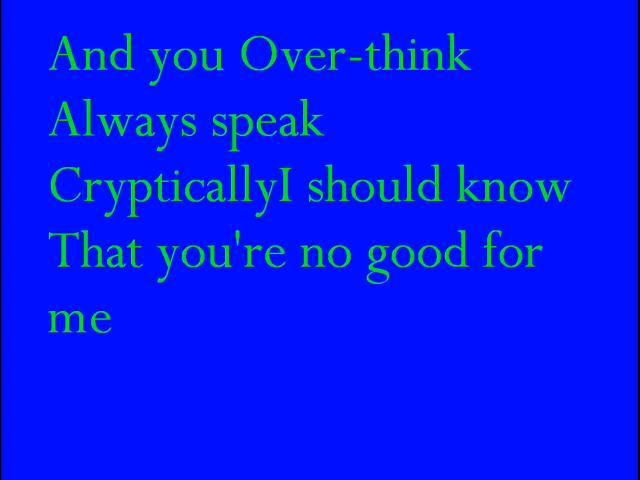 And you Over-think
Always speak
CrypticallyI should know
That you're no good for
me